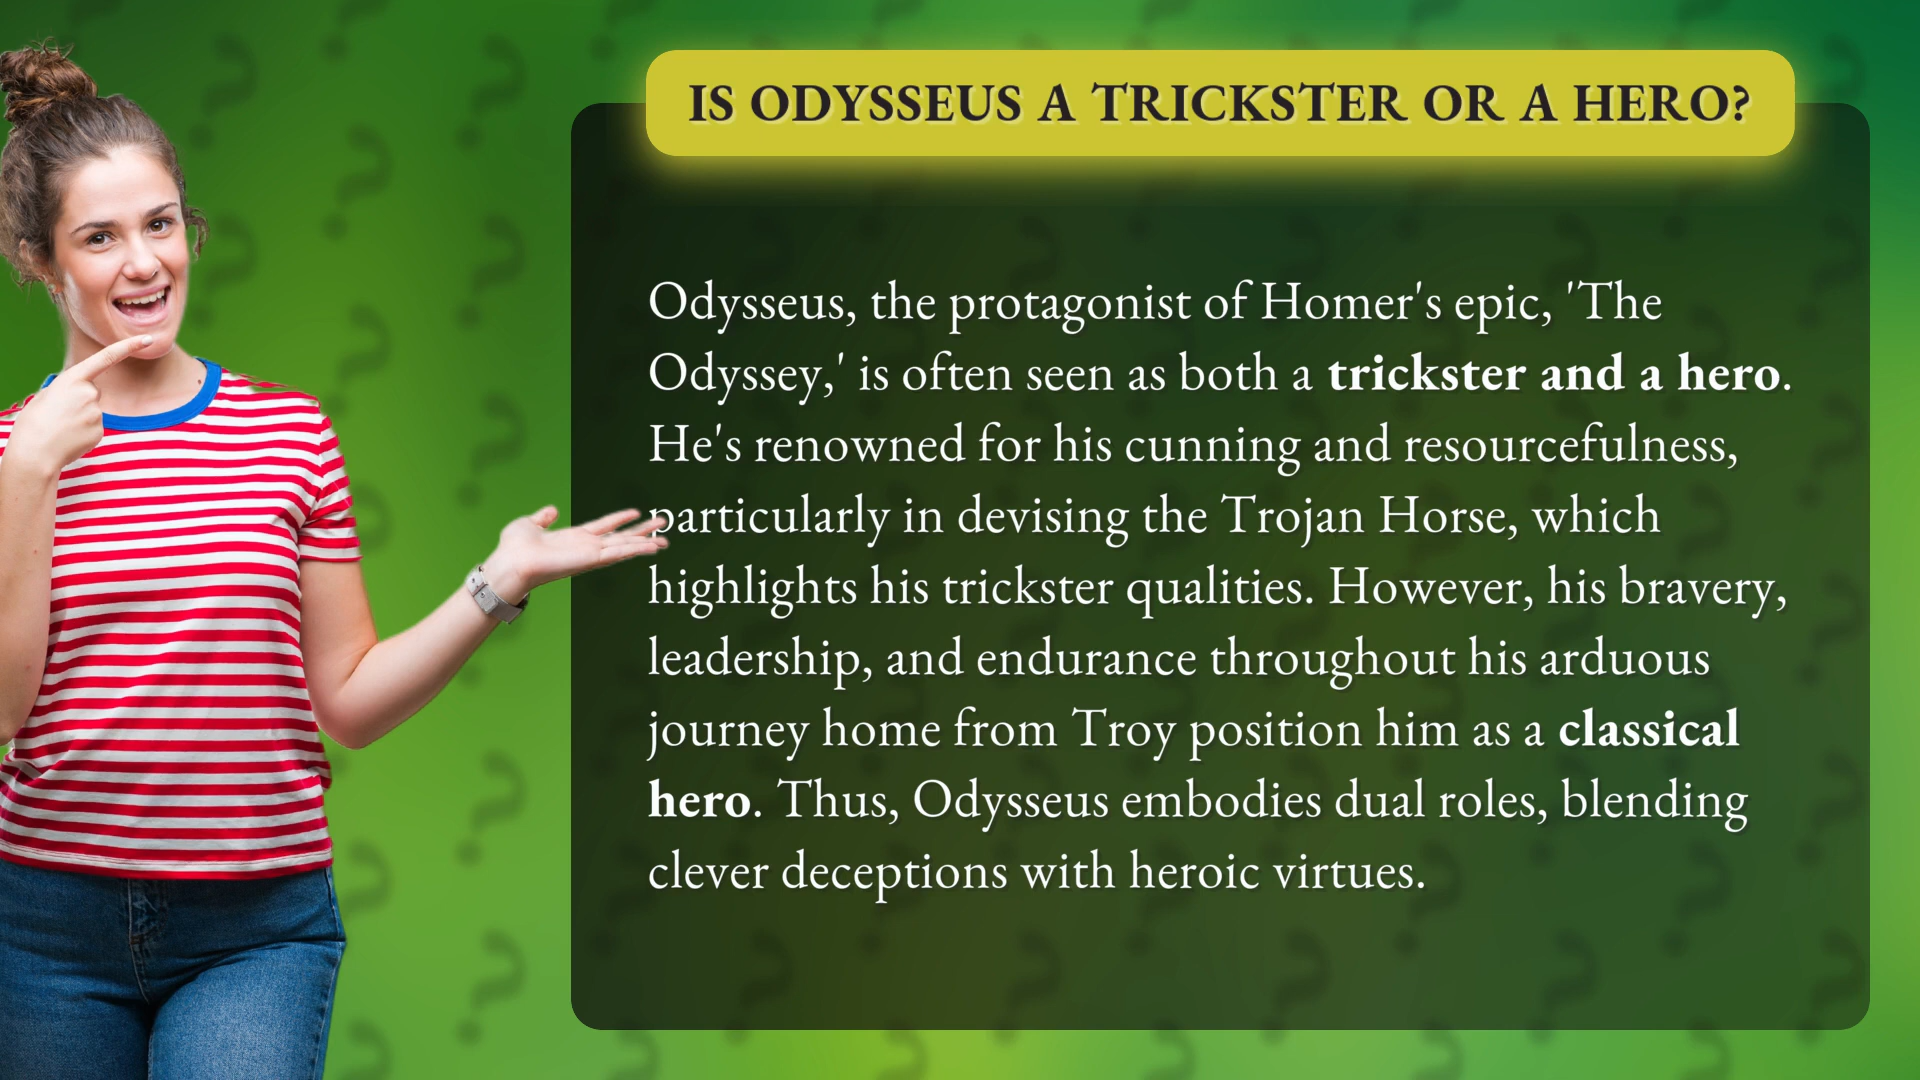 IS ODYSSEUS A TRICKSTER OR A HERO?
Odysseus, the protagonist of Homer's epic, 'The
Odyssey,' is often seen as both a trickster and a hero.
He's renowned for his cunning and resourcefulness,
particularly in devising the Trojan Horse, which
highlights his trickster qualities. However, his bravery,
leadership, and endurance throughout his arduous
journey home from Troy position him as a classical
hero. Thus, Odysseus embodies dual roles, blending
clever deceptions with heroic virtues.